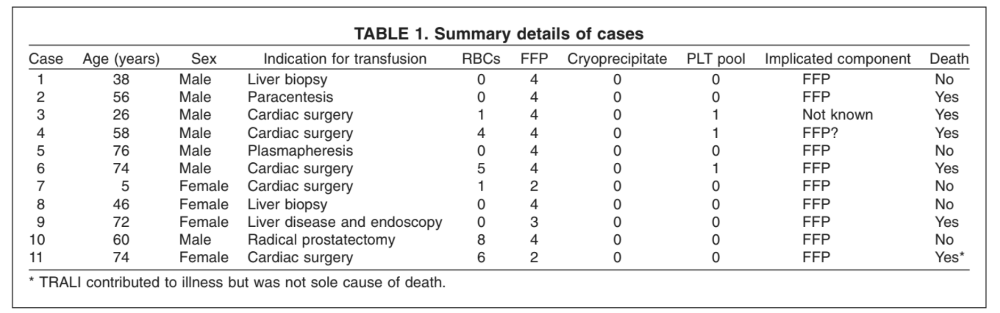 TABLE 1. Summary details of cases
Case Age (years) Sex Indication for transfusion RBCs FFP Cryoprecipitate PLT pool Implicated component Death
1 38 Male Liver biopsy 0 4 0 0 FFP No
2 56 Male Paracentesis 0 4 0 0 FFP Yes
3 26 Male Cardiac surgery 1 4 0 1 Not known Yes
4 58 Male Cardiac surgery 4 4 0 1 FFP? Yes
5 76 Male Plasmapheresis 0 4 0 0 FFP No
6 74 Male Cardiac surgery 5 4 0 1 FFP Yes
7 5 Female Cardiac surgery 1 2 0 0 FFP No
8 46 Female Liver biopsy 0 4 0 0 FFP No
9 72 Female Liver disease and endoscopy 0 3 0 0 FFP Yes
10 60 Male Radical prostatectomy 8 4 0 0 FFP No
11 74 Female Cardiac surgery 6 2 0 0 FFP Yes*
* TRALI contributed to illness but was not sole cause of death.